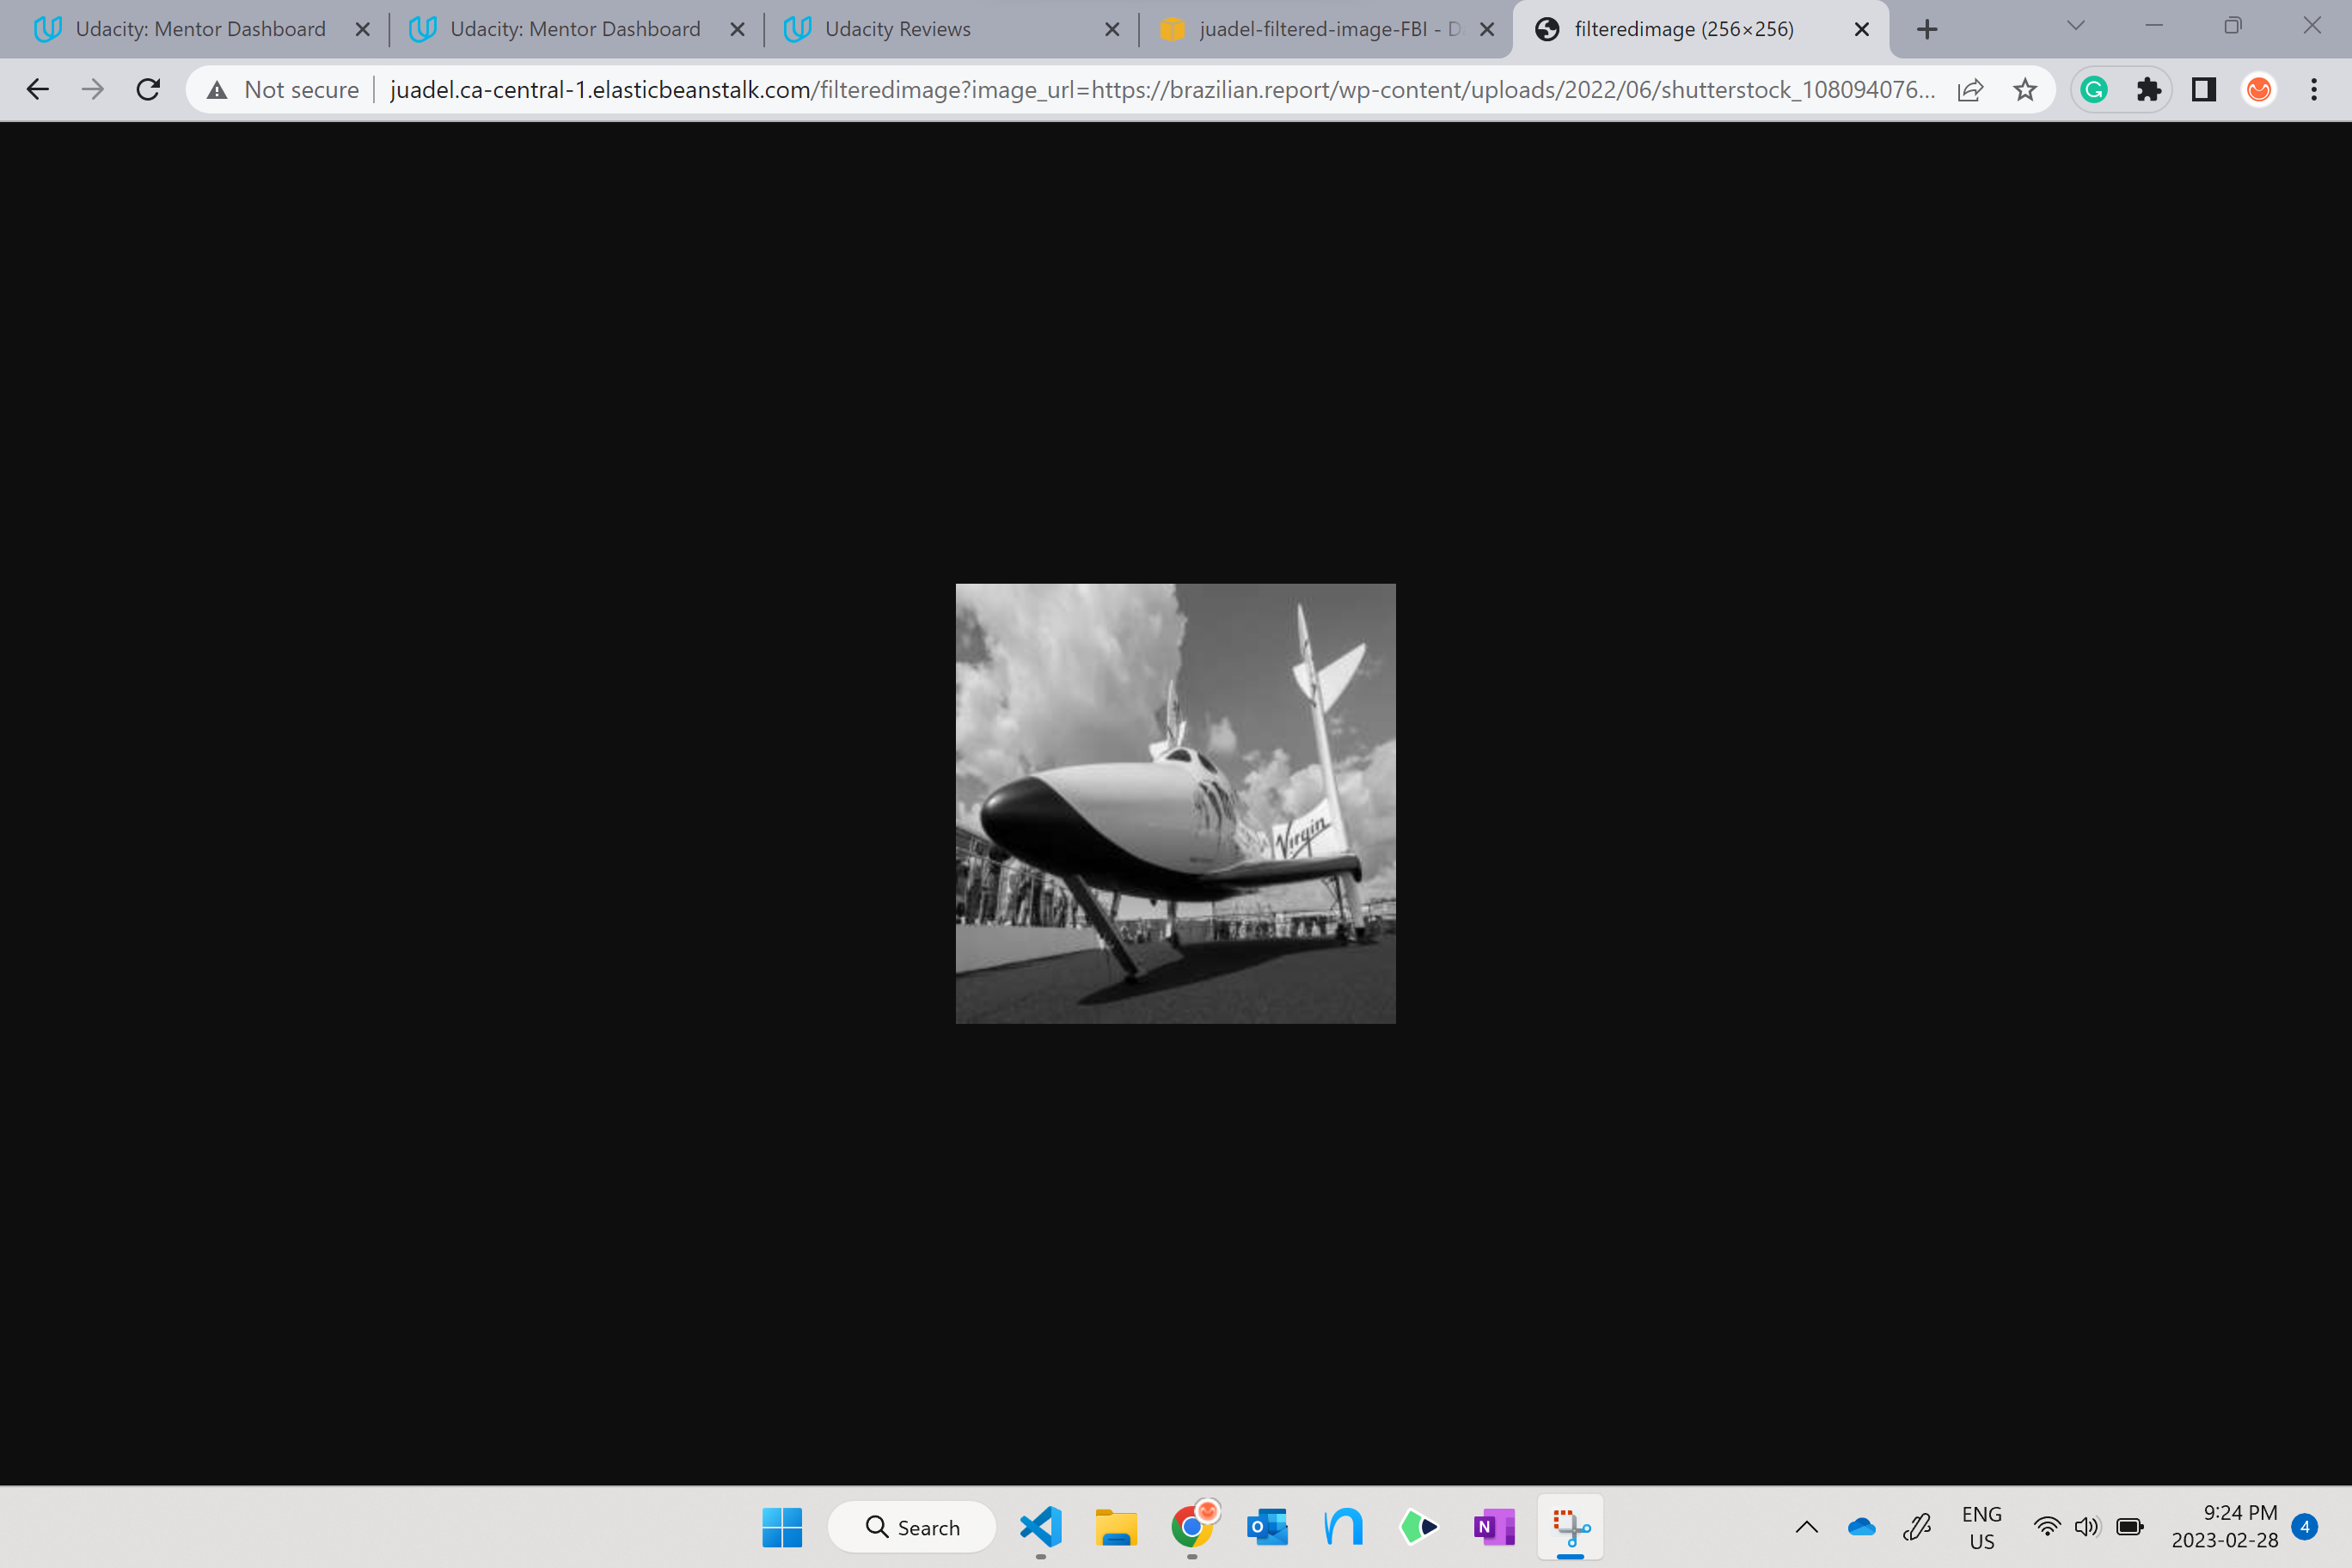 Udacity: Mentor Dashboard
Udacity: Mentor Dashboard
Udacity Reviews
juadel-filtered-image-FBI - D
filteredimage (256×256)
Not secure
juadel.ca-central-1.elasticbeanstalk.com/filteredimage?image_url=https://brazilian.report/wp-content/uploads/2022/06/shutterstock_108094076...
Virgin
Search
ENG
US
9:24 PM
2023-02-28
4